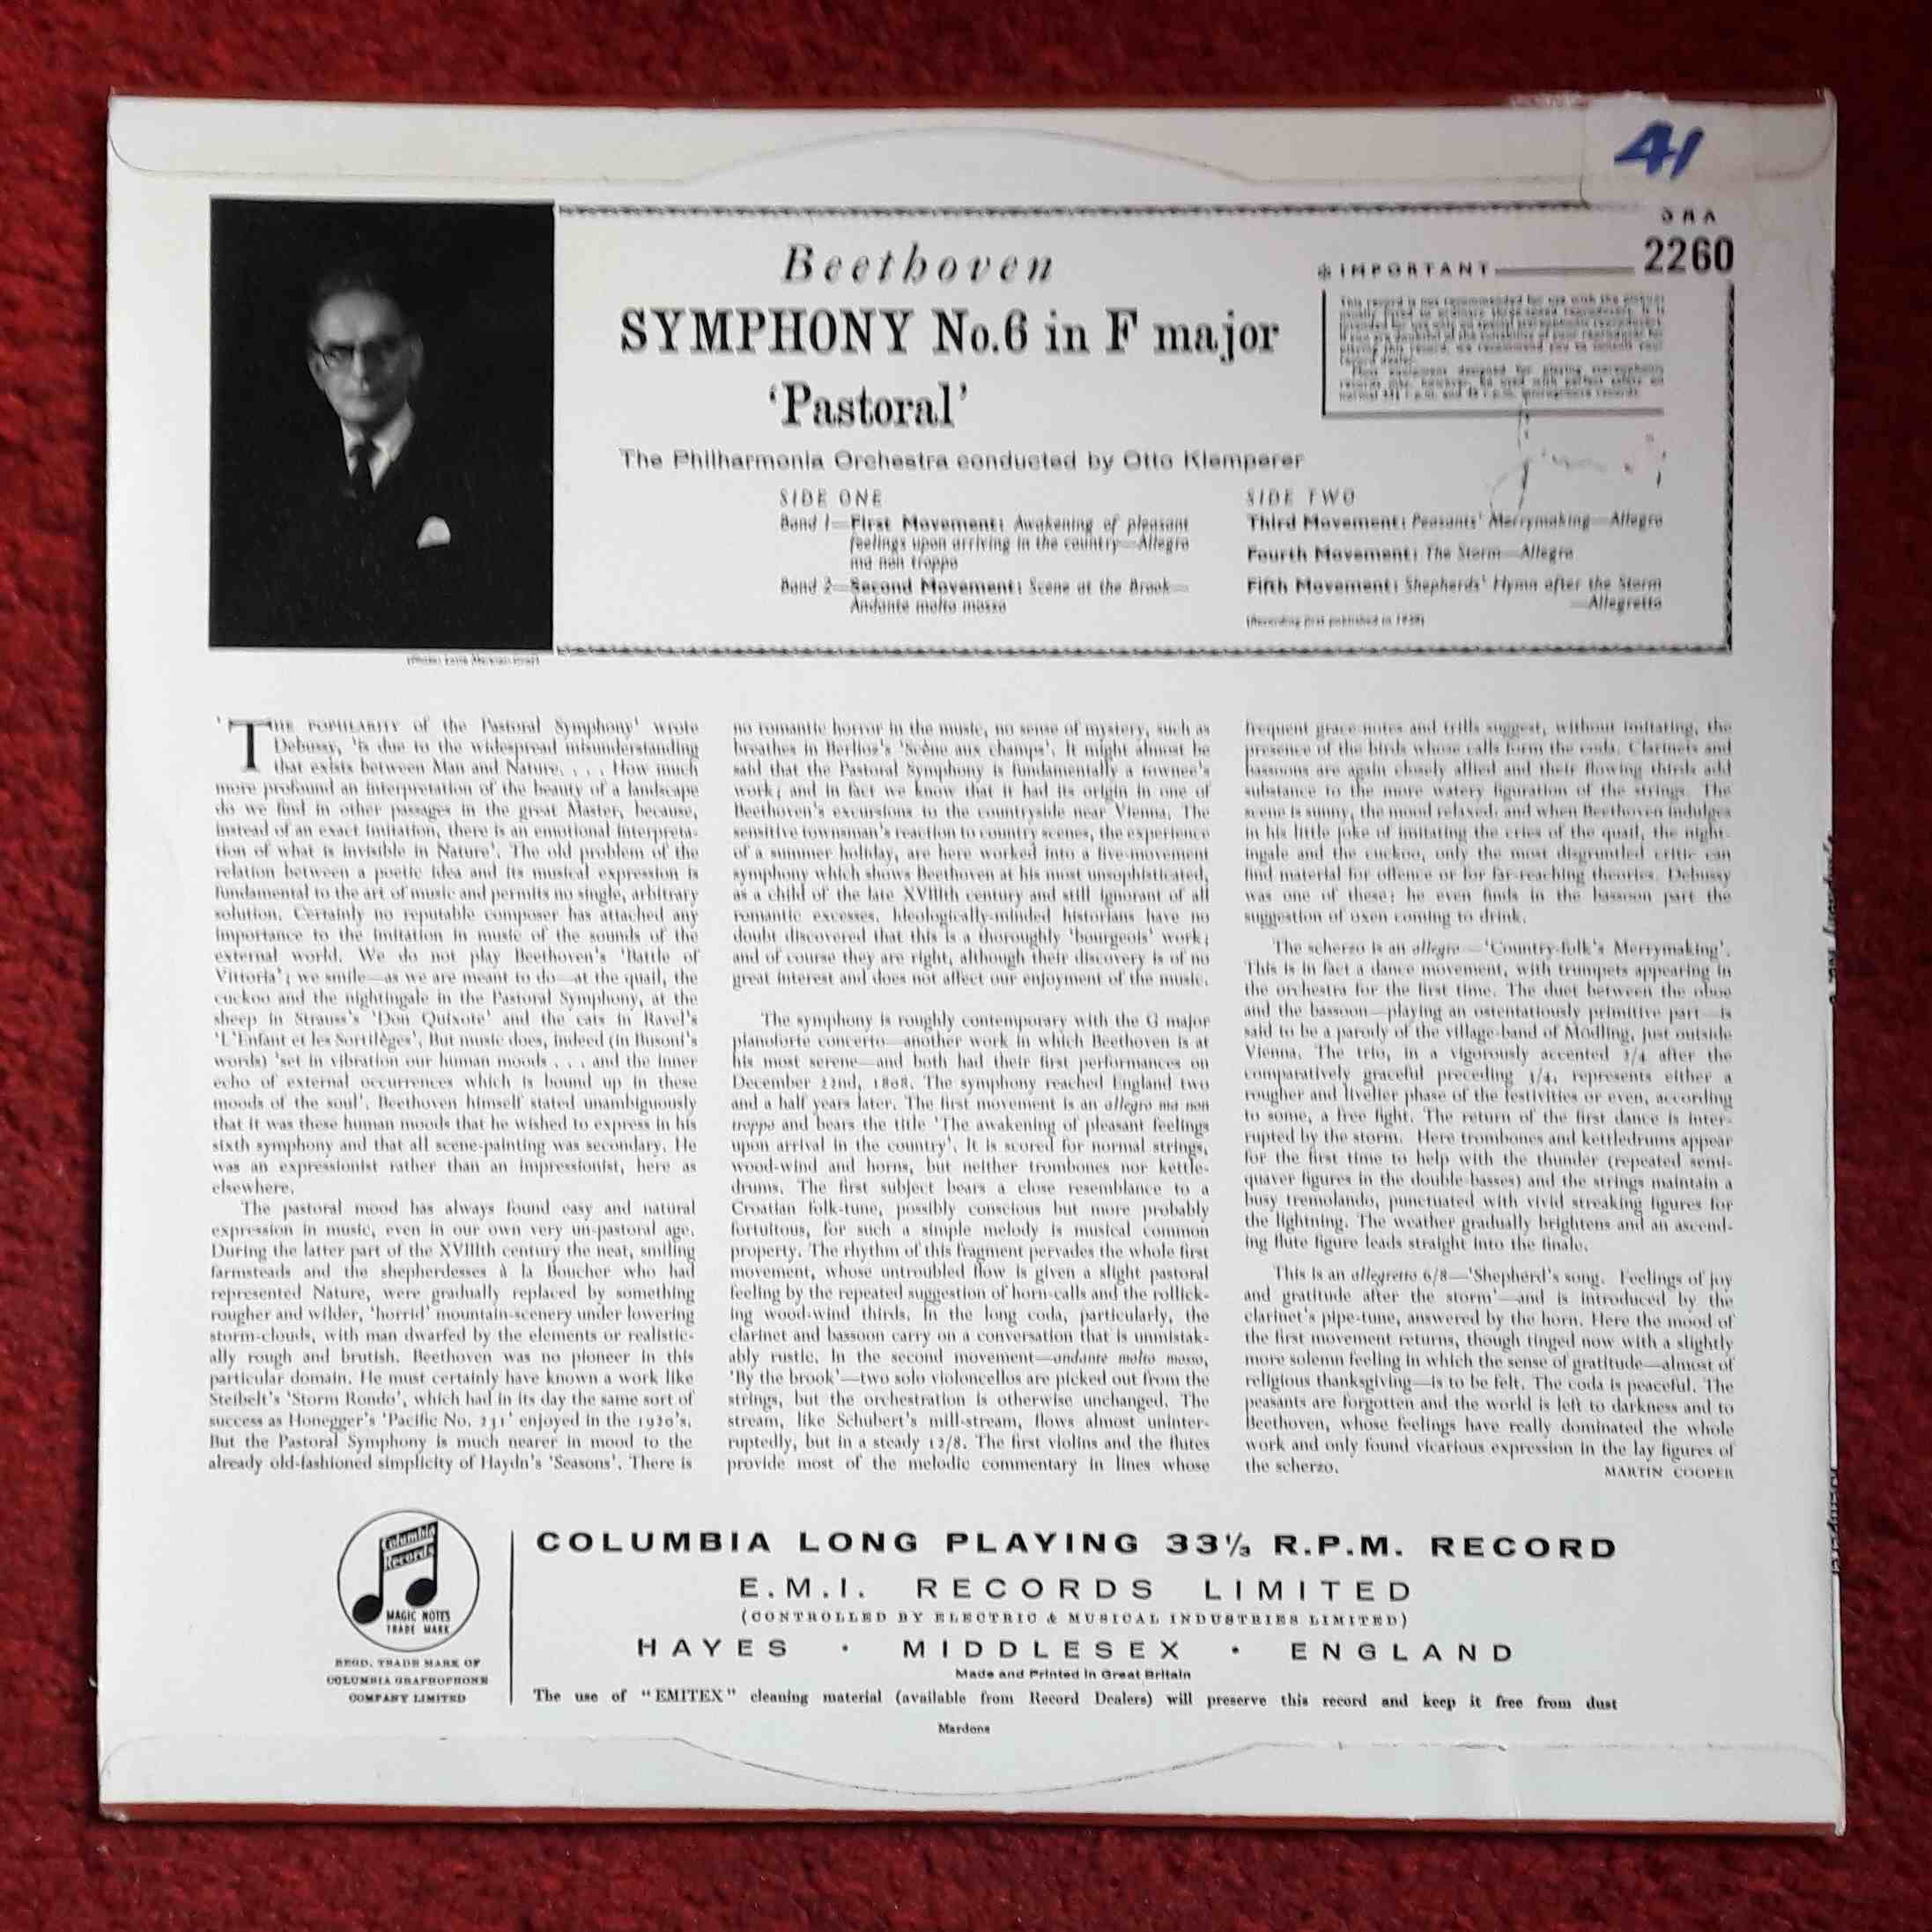 41
2260
Beethoven
SYMPHONY No.6 in F major
'Pastoral'
The Philharmonia Orchestra conducted by Otto Klemperer
IMPORTANT
SIDE ONE
Band 1—First Movement: Awakening of pleasant
feelings upon arriving in the country—Allegro
ma non troppo
Band 2—Second Movement: Scene at the Brook—
Andante molto mosso
SIDE TWO
Third Movement: Peasants' Merrymaking—Allegro
Fourth Movement: The Storm—Allegro
Fifth Movement: Shepherds' Hymn after the Storm
—Allegretto
'THE POPULARITY of the Pastoral Symphony' wrote
Debussy, 'is due to the widespread misunderstanding
that exists between Man and Nature. . . . How much
more profound an interpretation of the beauty of a landscape
do we find in other passages in the great Master, because,
instead of an exact imitation, there is an emotional interpreta-
tion of what is invisible in Nature'. The old problem of the
relation between a poetic idea and its musical expression is
fundamental to the art of music and permits no single, arbitrary
solution. Certainly no reputable composer has attached any
importance to the imitation in music of the sounds of the
external world. We do not play Beethoven's 'Battle of
Vittoria'; we smile—as we are meant to do—at the quail, the
cuckoo and the nightingale in the Pastoral Symphony, at the
sheep in Strauss's 'Don Quixote' and the cats in Ravel's
'L'Enfant et les Sortilèges'. But music does, indeed (in Busoni's
words) 'set in vibration our human moods . . . and the inner
echo of external occurrences which is bound up in these
moods of the soul'. Beethoven himself stated unambiguously
that it was these human moods that he wished to express in his
sixth symphony and that all scene-painting was secondary. He
was an expressionist rather than an impressionist, here as
elsewhere.
The pastoral mood has always found easy and natural
expression in music, even in our own very un-pastoral age.
During the latter part of the XVIIIth century the neat, smiling
farmsteads and the shepherdesses à la Boucher who had
represented Nature, were gradually replaced by something
rougher and wilder, 'horrid' mountain-scenery under lowering
storm-clouds, with man dwarfed by the elements or realistic-
ally rough and brutish. Beethoven was no pioneer in this
particular domain. He must certainly have known a work like
Steibelt's 'Storm Rondo', which had in its day the same sort of
success as Honegger's 'Pacific No. 231' enjoyed in the 1920's.
But the Pastoral Symphony is much nearer in mood to the
already old-fashioned simplicity of Haydn's 'Seasons'. There is
no romantic horror in the music, no sense of mystery, such as
breathes in Berlioz's 'Scène aux champs'. It might almost be
said that the Pastoral Symphony is fundamentally a townee's
work; and in fact we know that it had its origin in one of
Beethoven's excursions to the countryside near Vienna. The
sensitive townsman's reaction to country scenes, the experience
of a summer holiday, are here worked into a five-movement
symphony which shows Beethoven at his most unsophisticated,
as a child of the late XVIIIth century and still ignorant of all
romantic excesses. Ideologically-minded historians have no
doubt discovered that this is a thoroughly 'bourgeois' work;
and of course they are right, although their discovery is of no
great interest and does not affect our enjoyment of the music.
The symphony is roughly contemporary with the G major
pianoforte concerto—another work in which Beethoven is at
his most serene—and both had their first performances on
December 22nd, 1808. The symphony reached England two
and a half years later. The first movement is an allegro ma non
troppo and bears the title 'The awakening of pleasant feelings
upon arrival in the country'. It is scored for normal strings,
wood-wind and horns, but neither trombones nor kettle-
drums. The first subject bears a close resemblance to a
Croatian folk-tune, possibly conscious but more probably
fortuitous, for such a simple melody is musical common
property. The rhythm of this fragment pervades the whole first
movement, whose untroubled flow is given a slight pastoral
feeling by the repeated suggestion of horn-calls and the rollick-
ing wood-wind thirds. In the long coda, particularly, the
clarinet and bassoon carry on a conversation that is unmistak-
ably rustic. In the second movement—andante molto mosso,
'By the brook'—two solo violoncellos are picked out from the
strings, but the orchestration is otherwise unchanged. The
stream, like Schubert's mill-stream, flows almost uninter-
ruptedly, but in a steady 12/8. The first violins and the flutes
provide most of the melodic commentary in lines whose
frequent grace-notes and trills suggest, without imitating, the
presence of the birds whose calls form the coda. Clarinets and
bassoons are again closely allied and their flowing thirds add
substance to the more watery figuration of the strings. The
scene is sunny, the mood relaxed, and when Beethoven indulges
in his little joke of imitating the cries of the quail, the night-
ingale and the cuckoo, only the most disgruntled critic can
find material for offence or for far-reaching theories. Debussy
was one of these; he even finds in the bassoon part the
suggestion of oxen coming to drink.
The scherzo is an allegro—'Country-folk's Merrymaking'.
This is in fact a dance movement, with trumpets appearing in
the orchestra for the first time. The duet between the oboe
and the bassoon—playing an ostentatiously primitive part—is
said to be a parody of the village-band of Mödling, just outside
Vienna. The trio, in a vigorously accented 2/4 after the
comparatively graceful preceding 3/4, represents either a
rougher and livelier phase of the festivities or even, according
to some, a free fight. The return of the first dance is inter-
rupted by the storm. Here trombones and kettledrums appear
for the first time to help with the thunder (repeated semi-
quaver figures in the double-basses) and the strings maintain a
busy tremolando, punctuated with vivid streaking figures for
the lightning. The weather gradually brightens and an ascend-
ing flute figure leads straight into the finale.
This is an allegretto 6/8—'Shepherd's song. Feelings of joy
and gratitude after the storm'—and is introduced by the
clarinet's pipe-tune, answered by the horn. Here the mood of
the first movement returns, though tinged now with a slightly
more solemn feeling in which the sense of gratitude—almost of
religious thanksgiving—is to be felt. The coda is peaceful. The
peasants are forgotten and the world is left to darkness and to
Beethoven, whose feelings have really dominated the whole
work and only found vicarious expression in the lay figures of
the scherzo.
MARTIN COOPER
Columbia
Records
MAGIC NOTES
TRADE MARK
REGD. TRADE MARK OF
COLUMBIA GRAPHOPHONE
COMPANY LIMITED
COLUMBIA LONG PLAYING 33⅓ R.P.M. RECORD
E.M.I. RECORDS LIMITED
(CONTROLLED BY ELECTRIC & MUSICAL INDUSTRIES LIMITED)
HAYES · MIDDLESEX · ENGLAND
Made and Printed in Great Britain
The use of "EMITEX" cleaning material (available from Record Dealers) will preserve this record and keep it free from dust
Mardons